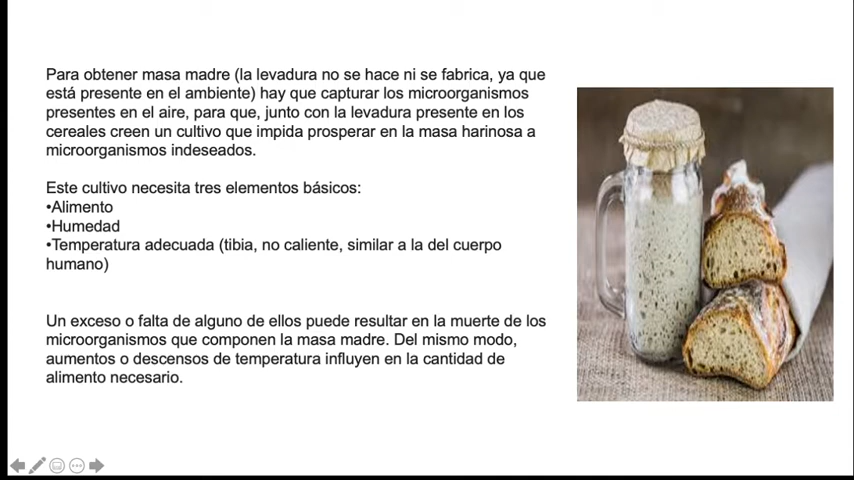 Para obtener masa madre (la levadura no se hace ni se fabrica, ya que
está presente en el ambiente) hay que capturar los microorganismos
presentes en el aire, para que, junto con la levadura presente en los
cereales creen un cultivo que impida prosperar en la masa harinosa a
microorganismos indeseados.
Este cultivo necesita tres elementos básicos:
•Alimento
•Humedad
•Temperatura adecuada (tibia, no caliente, similar a la del cuerpo
humano)
Un exceso o falta de alguno de ellos puede resultar en la muerte de los
microorganismos que componen la masa madre. Del mismo modo,
aumentos o descensos de temperatura influyen en la cantidad de
alimento necesario.